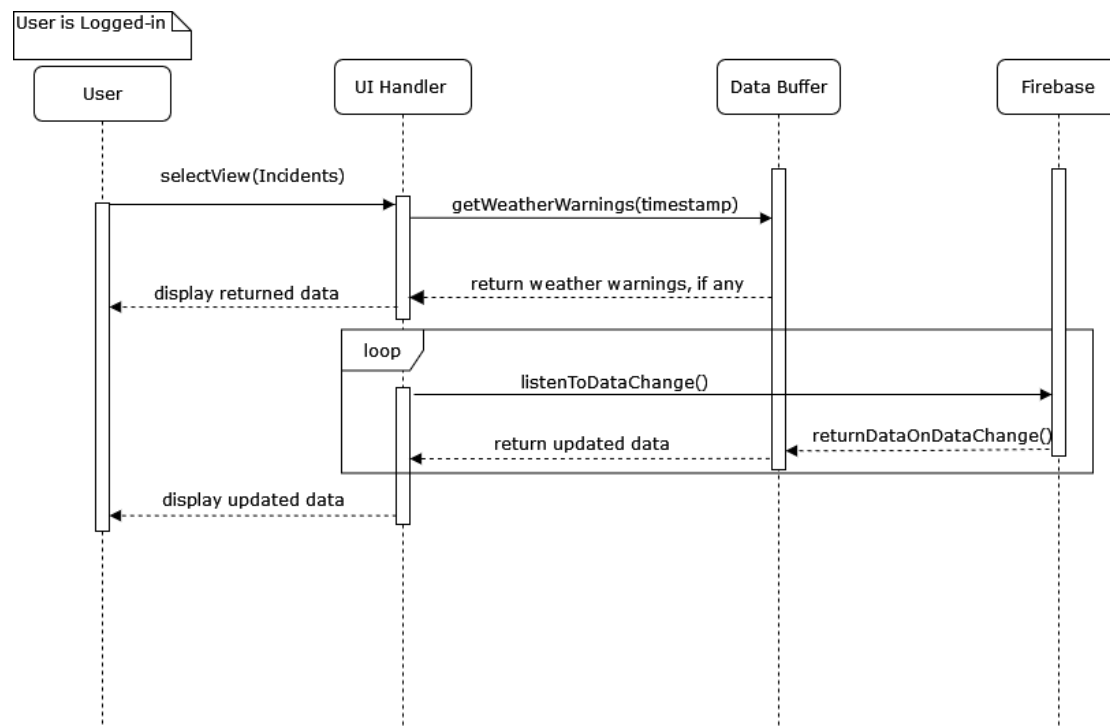 User is Logged-in
User
UI Handler
Data Buffer
Firebase
selectView(Incidents)
getWeatherWarnings(timestamp)
return weather warnings, if any
display returned data
loop
listenToDataChange()
returnDataOnDataChange()
return updated data
display updated data